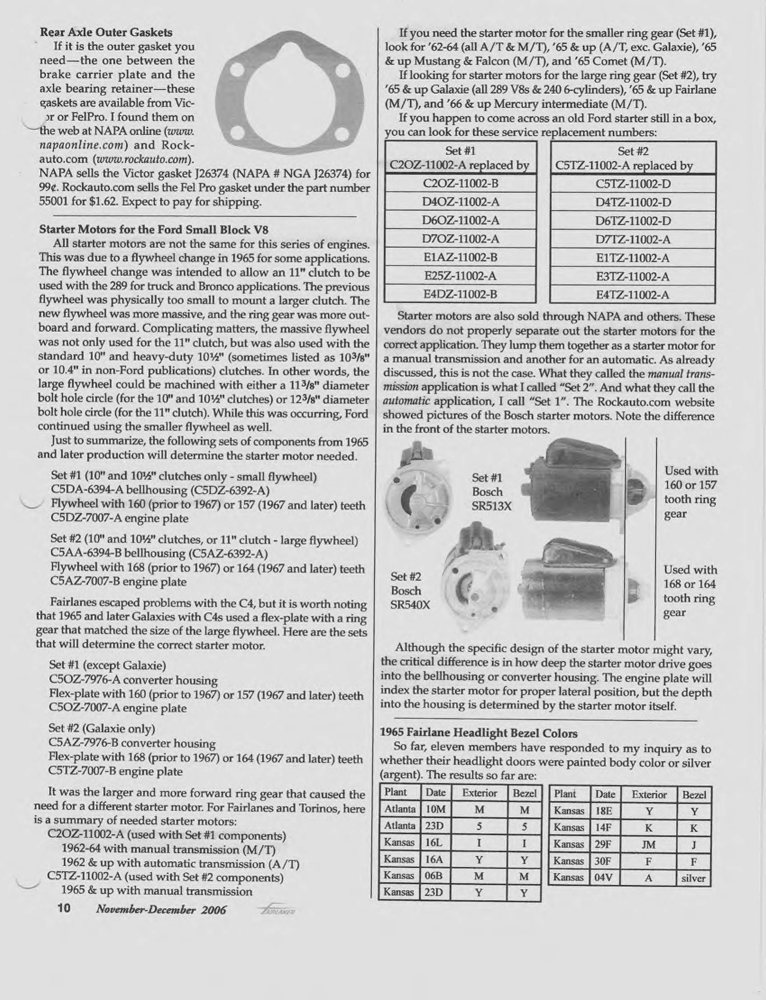 Rear Axle Outer Gaskets
If it is the outer gasket you
need—the one between the
brake carrier plate and the
axle bearing retainer—these
gaskets are available from Vic-
or or FelPro. I found them on
the web at NAPA online (www.
napaonline.com) and Rock-
auto.com (www.rockauto.com).
NAPA sells the Victor gasket J26374 (NAPA # NGA J26374) for
99¢. Rockauto.com sells the Fel Pro gasket under the part number
55001 for $1.62. Expect to pay for shipping.
Starter Motors for the Ford Small Block V8
All starter motors are not the same for this series of engines.
This was due to a flywheel change in 1965 for some applications.
The flywheel change was intended to allow an 11" clutch to be
used with the 289 for truck and Bronco applications. The previous
flywheel was physically too small to mount a larger clutch. The
new flywheel was more massive, and the ring gear was more out-
board and forward. Complicating matters, the massive flywheel
was not only used for the 11" clutch, but was also used with the
standard 10" and heavy-duty 10½" (sometimes listed as 10³/₈"
or 10.4" in non-Ford publications) clutches. In other words, the
large flywheel could be machined with either a 11³/₈" diameter
bolt hole circle (for the 10" and 10½" clutches) or 12³/₈" diameter
bolt hole circle (for the 11" clutch). While this was occurring, Ford
continued using the smaller flywheel as well.
Just to summarize, the following sets of components from 1965
and later production will determine the starter motor needed.
Set #1 (10" and 10½" clutches only - small flywheel)
C5DA-6394-A bellhousing (C5DZ-6392-A)
Flywheel with 160 (prior to 1967) or 157 (1967 and later) teeth
C5DZ-7007-A engine plate
Set #2 (10" and 10½" clutches, or 11" clutch - large flywheel)
C5AA-6394-B bellhousing (C5AZ-6392-A)
Flywheel with 168 (prior to 1967) or 164 (1967 and later) teeth
C5AZ-7007-B engine plate
Fairlanes escaped problems with the C4, but it is worth noting
that 1965 and later Galaxies with C4s used a flex-plate with a ring
gear that matched the size of the large flywheel. Here are the sets
that will determine the correct starter motor.
Set #1 (except Galaxie)
C5OZ-7976-A converter housing
Flex-plate with 160 (prior to 1967) or 157 (1967 and later) teeth
C5OZ-7007-A engine plate
Set #2 (Galaxie only)
C5AZ-7976-B converter housing
Flex-plate with 168 (prior to 1967) or 164 (1967 and later) teeth
C5TZ-7007-B engine plate
It was the larger and more forward ring gear that caused the
need for a different starter motor. For Fairlanes and Torinos, here
is a summary of needed starter motors:
C2OZ-11002-A (used with Set #1 components)
1962-64 with manual transmission (M/T)
1962 & up with automatic transmission (A/T)
C5TZ-11002-A (used with Set #2 components)
1965 & up with manual transmission
10 November-December 2006 FAIRLANER
If you need the starter motor for the smaller ring gear (Set #1),
look for '62-64 (all A/T & M/T), '65 & up (A/T, exc. Galaxie), '65
& up Mustang & Falcon (M/T), and '65 Comet (M/T).
If looking for starter motors for the large ring gear (Set #2), try
'65 & up Galaxie (all 289 V8s & 240 6-cylinders), '65 & up Fairlane
(M/T), and '66 & up Mercury intermediate (M/T).
If you happen to come across an old Ford starter still in a box,
you can look for these service replacement numbers:
Set #1 Set #2
C2OZ-11002-A replaced by C5TZ-11002-A replaced by
C2OZ-11002-B C5TZ-11002-D
D4OZ-11002-A D4TZ-11002-D
D6OZ-11002-A D6TZ-11002-D
D7OZ-11002-A D7TZ-11002-A
E1AZ-11002-B E1TZ-11002-A
E25Z-11002-A E3TZ-11002-A
E4DZ-11002-B E4TZ-11002-A
Starter motors are also sold through NAPA and others. These
vendors do not properly separate out the starter motors for the
correct application. They lump them together as a starter motor for
a manual transmission and another for an automatic. As already
discussed, this is not the case. What they called the manual trans-
mission application is what I called "Set 2". And what they call the
automatic application, I call "Set 1". The Rockauto.com website
showed pictures of the Bosch starter motors. Note the difference
in the front of the starter motors.
Set #1
Bosch
SR513X
Used with
160 or 157
tooth ring
gear
Set #2
Bosch
SR540X
Used with
168 or 164
tooth ring
gear
Although the specific design of the starter motor might vary,
the critical difference is in how deep the starter motor drive goes
into the bellhousing or converter housing. The engine plate will
index the starter motor for proper lateral position, but the depth
into the housing is determined by the starter motor itself.
1965 Fairlane Headlight Bezel Colors
So far, eleven members have responded to my inquiry as to
whether their headlight doors were painted body color or silver
(argent). The results so far are:
Plant Date Exterior Bezel Plant Date Exterior Bezel
Atlanta 10M M M Kansas 18E Y Y
Atlanta 23D 5 5 Kansas 14F K K
Kansas 16L I I Kansas 29F JM J
Kansas 16A Y Y Kansas 30F F F
Kansas 06B M M Kansas 04V A silver
Kansas 23D Y Y